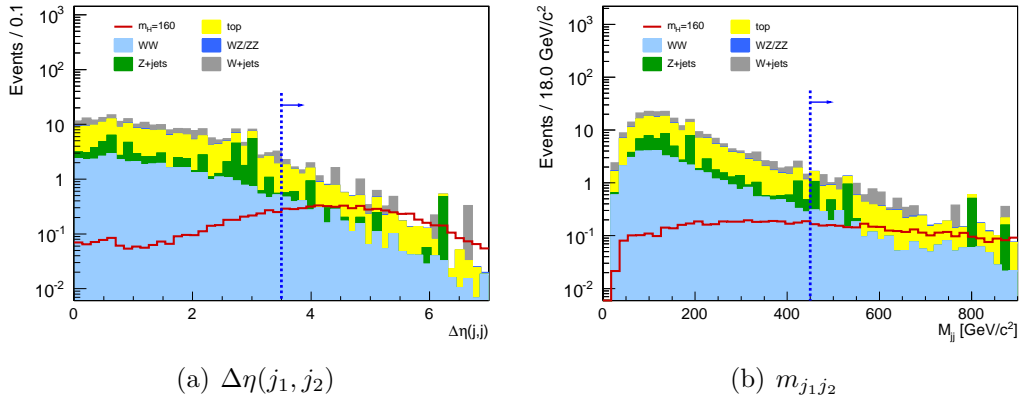 Events / 0.1
10³
10²
10
1
10⁻¹
10⁻²
m_H=160
top
WW
WZ/ZZ
Z+jets
W+jets
0
2
4
6
Δη(j,j)
(a) Δη(j₁, j₂)
Events / 18.0 GeV/c²
10³
10²
10
1
10⁻¹
10⁻²
m_H=160
top
WW
WZ/ZZ
Z+jets
W+jets
0
200
400
600
800
M_jj [GeV/c²]
(b) m_{j₁j₂}